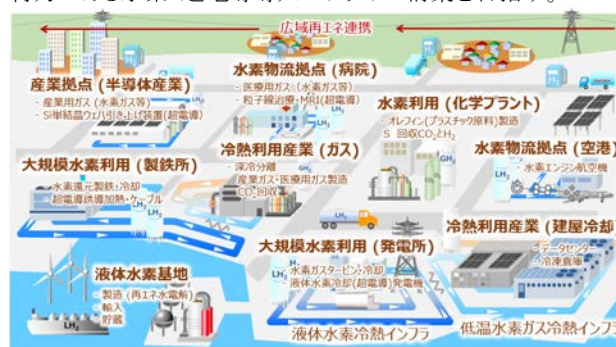 広域再エネ連携
産業拠点（半導体産業）
- 産業用ガス（水素ガス等）
- Si単結晶ウェハ引き上げ装置（超電導）
水素物流拠点（病院）
- 医療用ガス（水素ガス等）
- 粒子線治療・MRI（超電導）
水素利用（化学プラント）
- オレフィン（プラスチック原料）製造
回収CO₂とH₂
大規模水素利用（製鉄所）
水素還元製鉄・冷却
超電導誘導加熱・ケーブル
LH₂
冷熱利用産業（ガス）
- 深冷分離
- 産業ガス・医療用ガス製造
CO₂回収
GH₂
LH₂
水素物流拠点（空港）
- 水素エンジン航空機
LH₂
大規模水素利用（発電所）
水素ガスタービン・冷却
液体水素冷却（超電導）発電機
冷熱利用産業（建屋冷却）
- データセンター
- 冷凍倉庫
液体水素基地
- 製造（再エネ水電解）
- 輸入
- 貯蔵
LH₂
液体水素冷熱インフラ
低温水素ガス冷熱インフラ